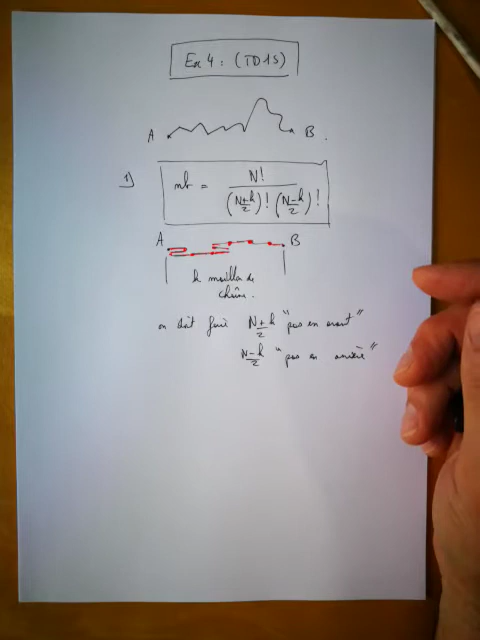 Ex 4 : (TD1S)
A B.
1) nb = N! / (N+k/2)! (N-k/2)!
A B
k maillons de
chaîne.
on doit faire N+k/2 "pas en avant"
N-k/2 "pas en arrière"